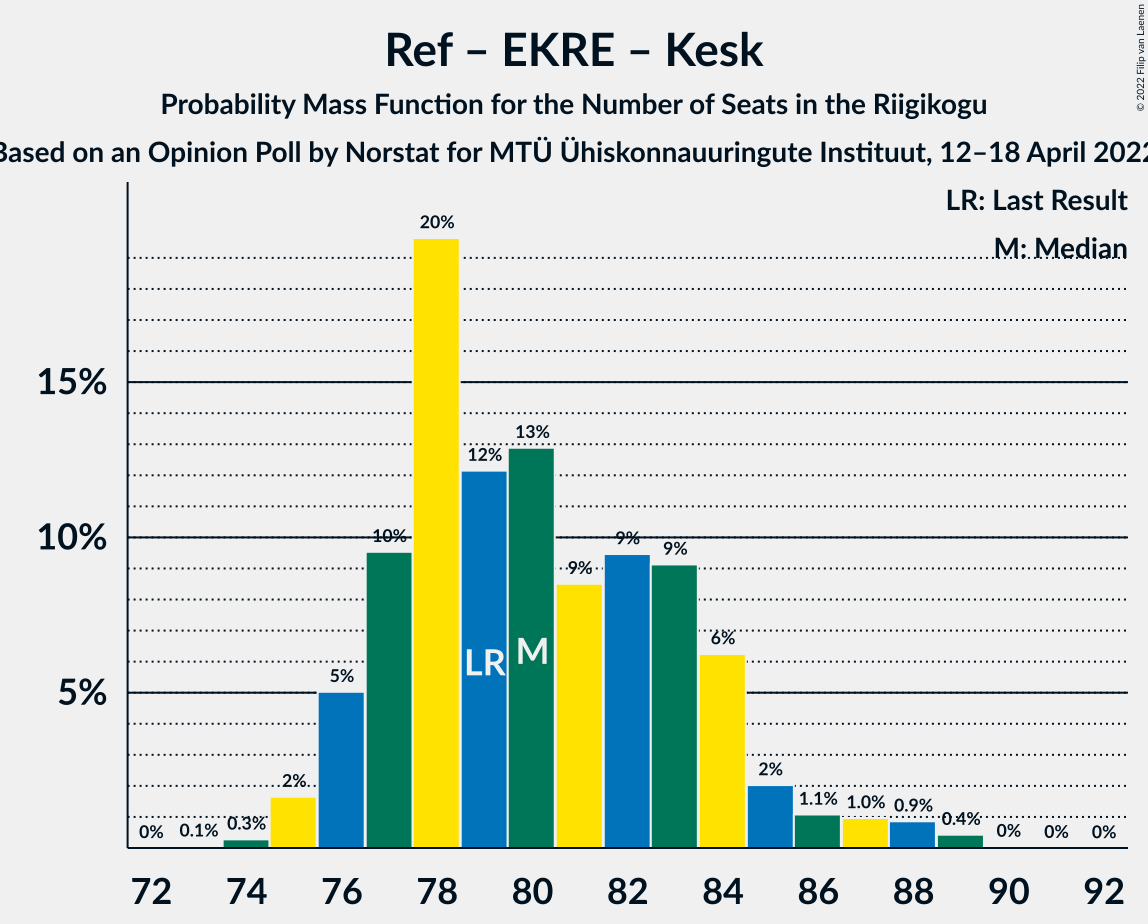 Ref – EKRE – Kesk
Probability Mass Function for the Number of Seats in the Riigikogu
Based on an Opinion Poll by Norstat for MTÜ Ühiskonnauuringute Instituut, 12–18 April 2022
© 2022 Filip van Laenen
LR: Last Result
M: Median
20%
15%
13%
12%
10%
10%
9%
9%
9%
6%
LR
M
5%
5%
2%
2%
0%
0.1%
0.3%
1.1%
1.0%
0.9%
0.4%
0%
0%
0%
72 74 76 78 80 82 84 86 88 90 92